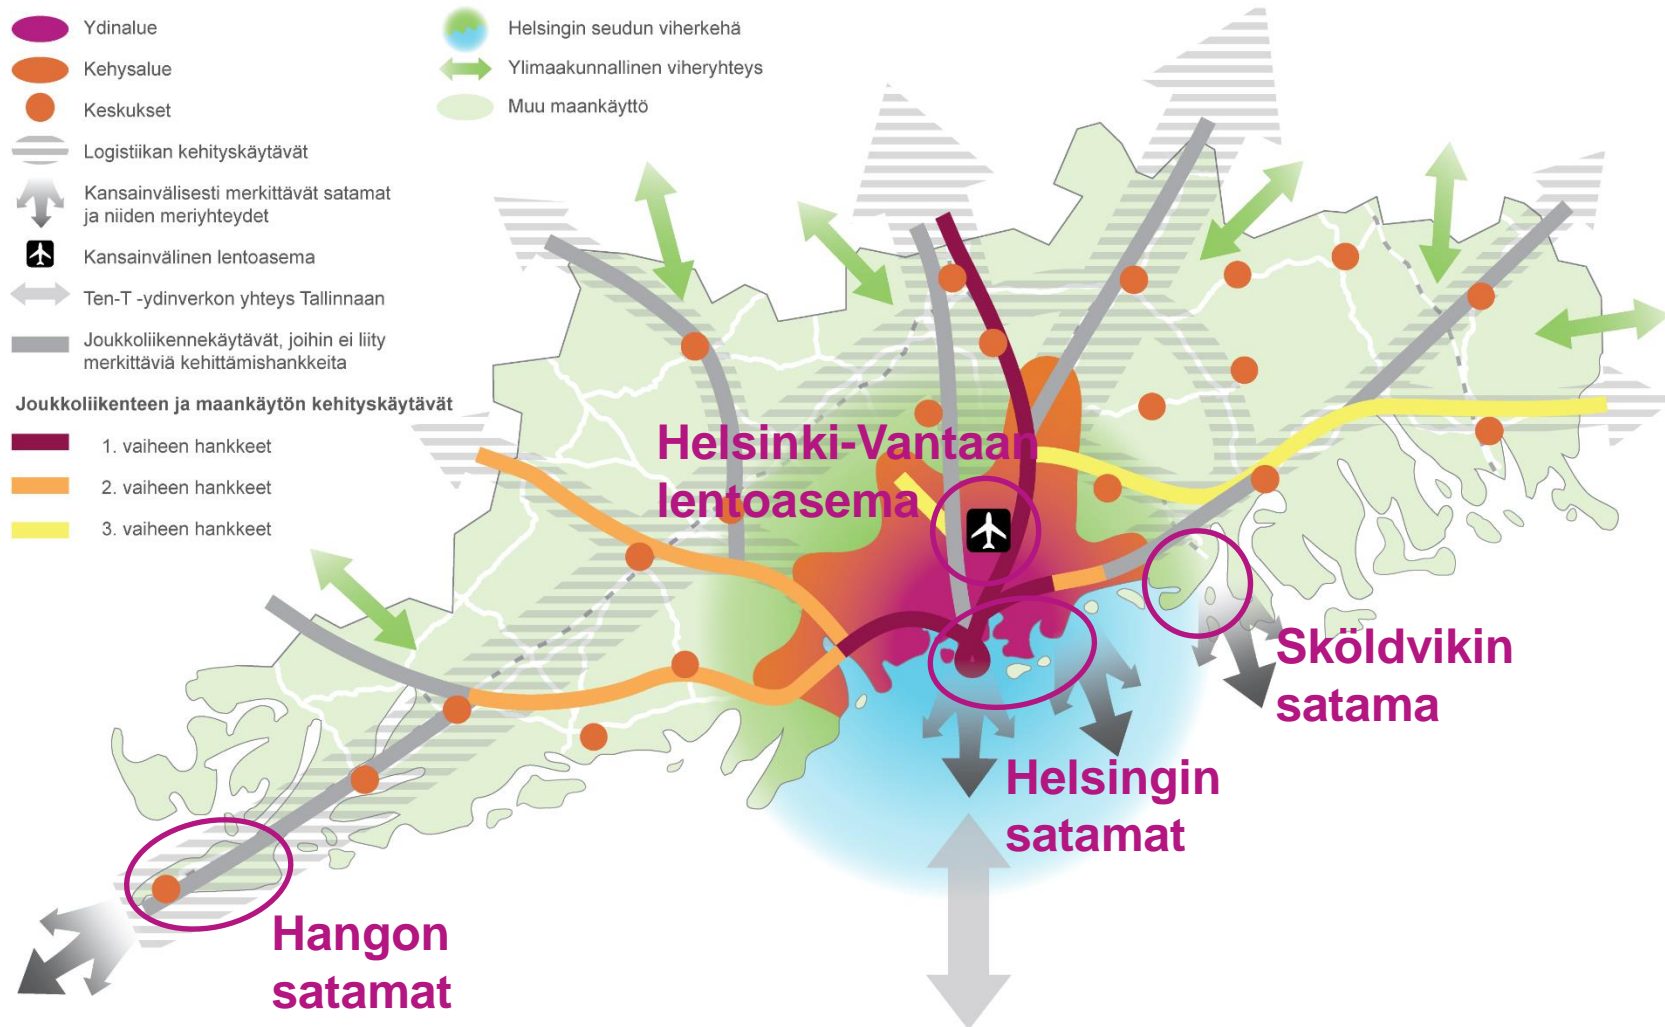 Ydinalue
Kehysalue
Keskukset
Logistiikan kehityskäytävät
Kansainvälisesti merkittävät satamat
ja niiden meriyhteydet
Kansainvälinen lentoasema
Ten-T -ydinverkon yhteys Tallinnaan
Joukkoliikennekäytävät, joihin ei liity
merkittäviä kehittämishankkeita
Joukkoliikenteen ja maankäytön kehityskäytävät
1. vaiheen hankkeet
2. vaiheen hankkeet
3. vaiheen hankkeet
Helsingin seudun viherkehä
Ylimaakunnallinen viheryhteys
Muu maankäyttö
Helsinki-Vantaan
lentoasema
Sköldvikin
satama
Helsingin
satamat
Hangon
satamat